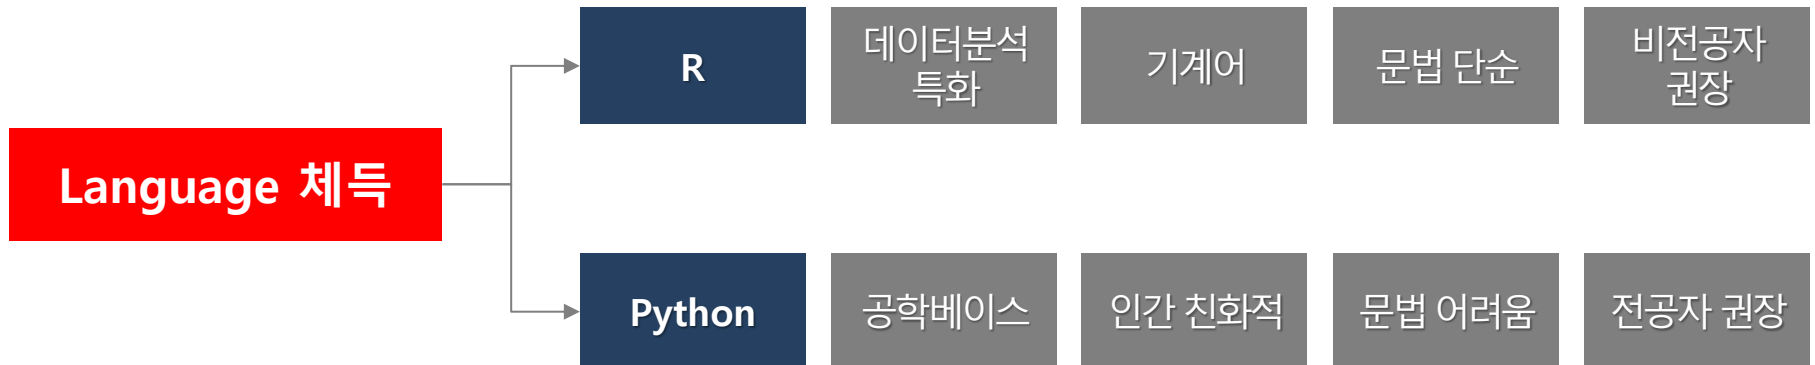 R
데이터분석
특화
기계어
문법 단순
비전공자
권장
Language 체득
Python
공학베이스
인간 친화적
문법 어려움
전공자 권장